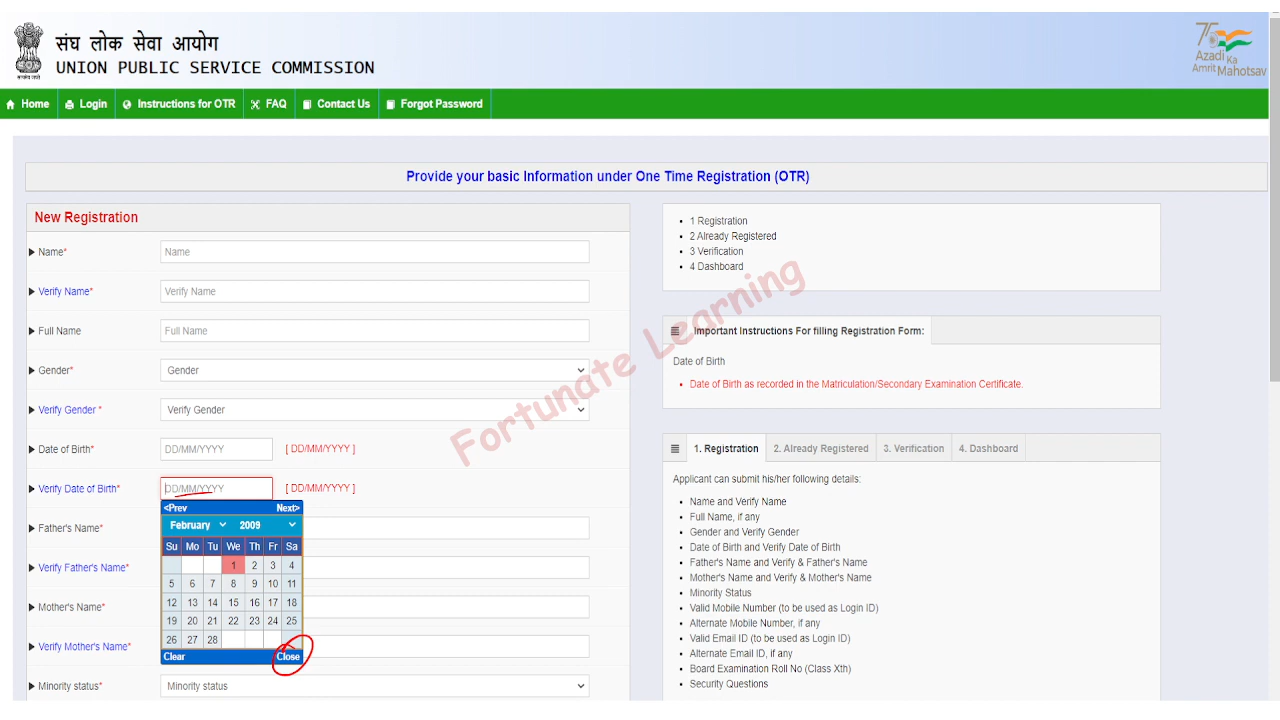 संघ लोक सेवा आयोग
UNION PUBLIC SERVICE COMMISSION
75
Azadi Ka
Amrit Mahotsav
Home Login Instructions for OTR FAQ Contact Us Forgot Password
Provide your basic Information under One Time Registration (OTR)
New Registration
Name* Name
Verify Name* Verify Name
Full Name Full Name
Gender* Gender
Verify Gender * Verify Gender
Date of Birth* DD/MM/YYYY [ DD/MM/YYYY ]
Verify Date of Birth* DD/MM/YYYY [ DD/MM/YYYY ]
<Prev Next>
February 2009
Su Mo Tu We Th Fr Sa
1 2 3 4
5 6 7 8 9 10 11
12 13 14 15 16 17 18
19 20 21 22 23 24 25
26 27 28
Clear Close
Father's Name*
Verify Father's Name*
Mother's Name*
Verify Mother's Name*
Minority status* Minority status
1 Registration
2 Already Registered
3 Verification
4 Dashboard
Important Instructions For filling Registration Form:
Date of Birth
Date of Birth as recorded in the Matriculation/Secondary Examination Certificate.
1. Registration 2. Already Registered 3. Verification 4. Dashboard
Applicant can submit his/her following details:
Name and Verify Name
Full Name, if any
Gender and Verify Gender
Date of Birth and Verify Date of Birth
Father's Name and Verify & Father's Name
Mother's Name and Verify & Mother's Name
Minority Status
Valid Mobile Number (to be used as Login ID)
Alternate Mobile Number, if any
Valid Email ID (to be used as Login ID)
Alternate Email ID, if any
Board Examination Roll No (Class Xth)
Security Questions
Fortunate Learning